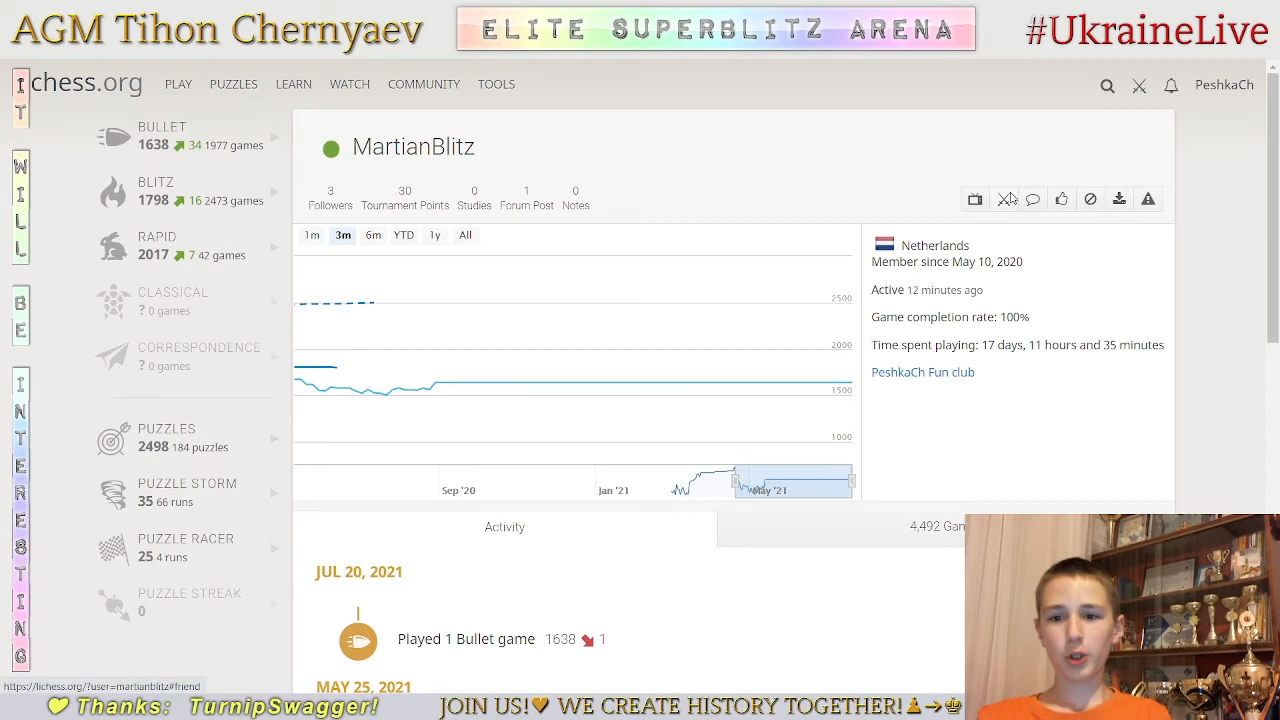 AGM Tihon Chernyaev
ELITE SUPERBLITZ ARENA
#UkraineLive
IT WILL BE INTERESTING
ichess.org PLAY PUZZLES LEARN WATCH COMMUNITY TOOLS PeshkaCh
BULLET
1638 34 1977 games
BLITZ
1798 16 2473 games
RAPID
2017 7 42 games
CLASSICAL
? 0 games
CORRESPONDENCE
? 0 games
PUZZLES
2498 184 puzzles
PUZZLE STORM
35 66 runs
PUZZLE RACER
25 4 runs
PUZZLE STREAK
0
MartianBlitz
3 30 0 1 0
Followers Tournament Points Studies Forum Post Notes
1m 3m 6m YTD 1y All
2500
2000
1500
1000
Sep '20 Jan '21 May '21
Netherlands
Member since May 10, 2020
Active 12 minutes ago
Game completion rate: 100%
Time spent playing: 17 days, 11 hours and 35 minutes
PeshkaCh Fun club
Activity 4,492 Gam
JUL 20, 2021
Played 1 Bullet game 1638 1
MAY 25, 2021
https://lichess.org/?user=martianblitz#friend
Thanks: TurnipSwagger! JOIN US! WE CREATE HISTORY TOGETHER!